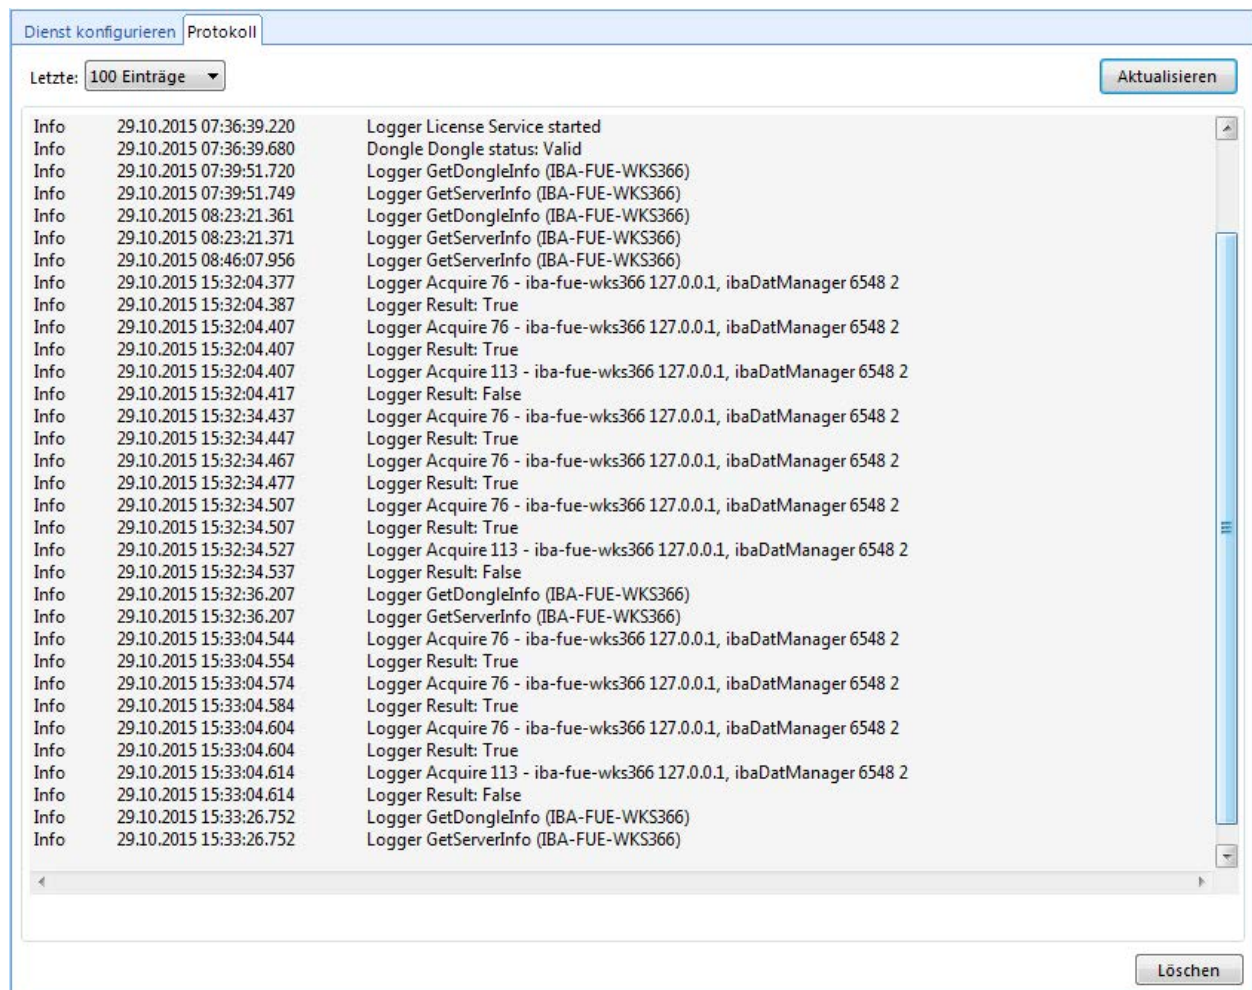 Dienst konfigurieren Protokoll
Letzte: 100 Einträge Aktualisieren
Info 29.10.2015 07:36:39.220 Logger License Service started
Info 29.10.2015 07:36:39.680 Dongle Dongle status: Valid
Info 29.10.2015 07:39:51.720 Logger GetDongleInfo (IBA-FUE-WKS366)
Info 29.10.2015 07:39:51.749 Logger GetServerInfo (IBA-FUE-WKS366)
Info 29.10.2015 08:23:21.361 Logger GetDongleInfo (IBA-FUE-WKS366)
Info 29.10.2015 08:23:21.371 Logger GetServerInfo (IBA-FUE-WKS366)
Info 29.10.2015 08:46:07.956 Logger GetServerInfo (IBA-FUE-WKS366)
Info 29.10.2015 15:32:04.377 Logger Acquire 76 - iba-fue-wks366 127.0.0.1, ibaDatManager 6548 2
Info 29.10.2015 15:32:04.387 Logger Result: True
Info 29.10.2015 15:32:04.407 Logger Acquire 76 - iba-fue-wks366 127.0.0.1, ibaDatManager 6548 2
Info 29.10.2015 15:32:04.407 Logger Result: True
Info 29.10.2015 15:32:04.407 Logger Acquire 113 - iba-fue-wks366 127.0.0.1, ibaDatManager 6548 2
Info 29.10.2015 15:32:04.417 Logger Result: False
Info 29.10.2015 15:32:34.437 Logger Acquire 76 - iba-fue-wks366 127.0.0.1, ibaDatManager 6548 2
Info 29.10.2015 15:32:34.447 Logger Result: True
Info 29.10.2015 15:32:34.467 Logger Acquire 76 - iba-fue-wks366 127.0.0.1, ibaDatManager 6548 2
Info 29.10.2015 15:32:34.477 Logger Result: True
Info 29.10.2015 15:32:34.507 Logger Acquire 76 - iba-fue-wks366 127.0.0.1, ibaDatManager 6548 2
Info 29.10.2015 15:32:34.507 Logger Result: True
Info 29.10.2015 15:32:34.527 Logger Acquire 113 - iba-fue-wks366 127.0.0.1, ibaDatManager 6548 2
Info 29.10.2015 15:32:34.537 Logger Result: False
Info 29.10.2015 15:32:36.207 Logger GetDongleInfo (IBA-FUE-WKS366)
Info 29.10.2015 15:32:36.207 Logger GetServerInfo (IBA-FUE-WKS366)
Info 29.10.2015 15:33:04.544 Logger Acquire 76 - iba-fue-wks366 127.0.0.1, ibaDatManager 6548 2
Info 29.10.2015 15:33:04.554 Logger Result: True
Info 29.10.2015 15:33:04.574 Logger Acquire 76 - iba-fue-wks366 127.0.0.1, ibaDatManager 6548 2
Info 29.10.2015 15:33:04.584 Logger Result: True
Info 29.10.2015 15:33:04.604 Logger Acquire 76 - iba-fue-wks366 127.0.0.1, ibaDatManager 6548 2
Info 29.10.2015 15:33:04.604 Logger Result: True
Info 29.10.2015 15:33:04.614 Logger Acquire 113 - iba-fue-wks366 127.0.0.1, ibaDatManager 6548 2
Info 29.10.2015 15:33:04.614 Logger Result: False
Info 29.10.2015 15:33:26.752 Logger GetDongleInfo (IBA-FUE-WKS366)
Info 29.10.2015 15:33:26.752 Logger GetServerInfo (IBA-FUE-WKS366)
Löschen